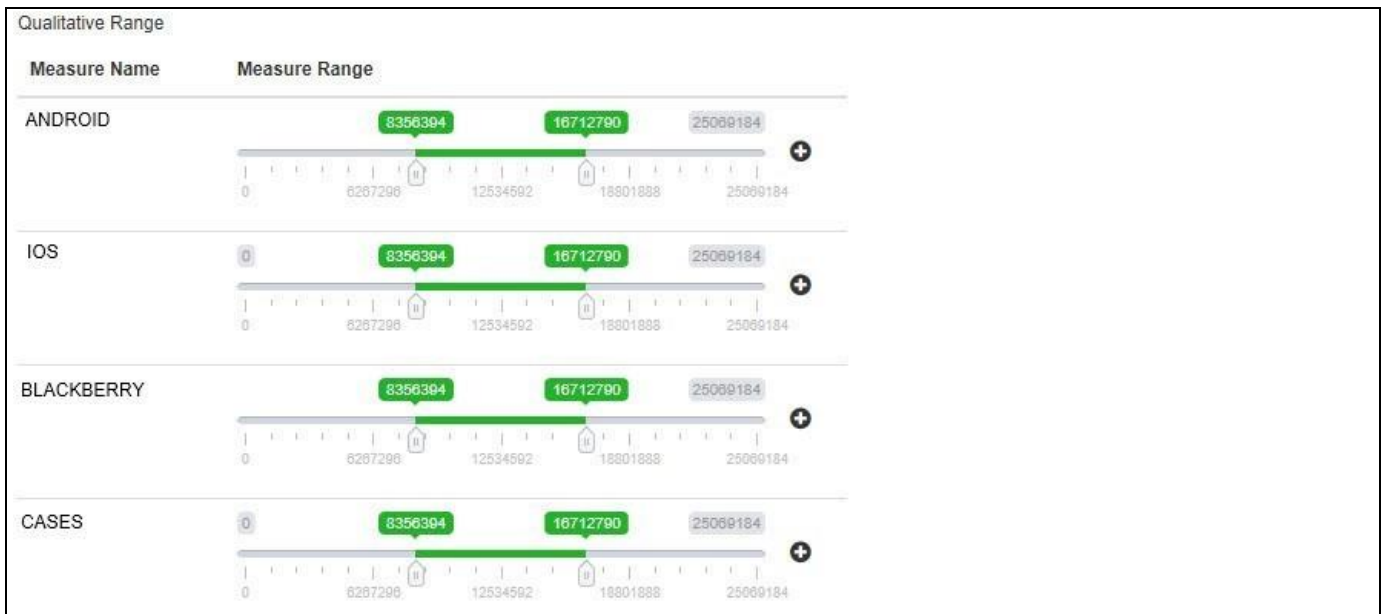 Qualitative Range
Measure Name Measure Range
ANDROID 8356394 16712790 25069184
0 6267296 12534592 18801888 25069184
IOS 0 8356394 16712790 25069184
0 6267296 12534592 18801888 25069184
BLACKBERRY 8356394 16712790 25069184
0 6267296 12534592 18801888 25069184
CASES 0 8356394 16712790 25069184
0 6267296 12534592 18801888 25069184